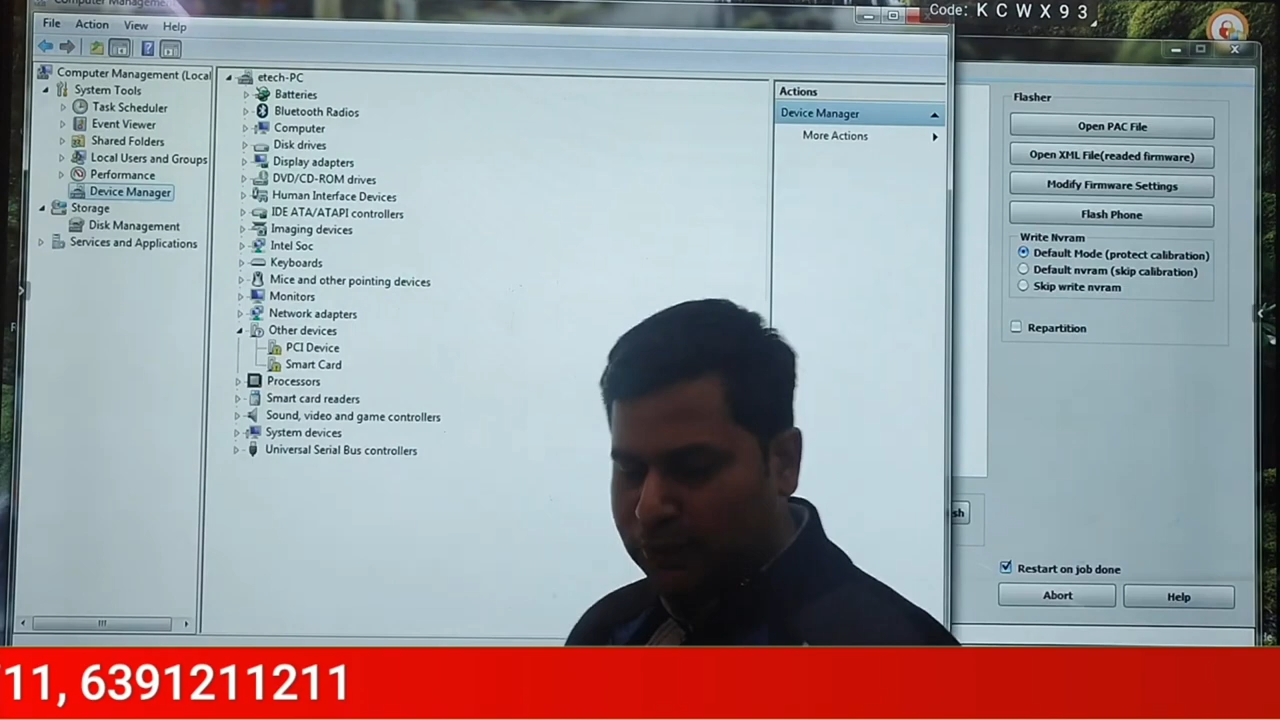 Computer Management
File Action View Help
Code: K C W X 9 3
Computer Management (Local
System Tools
Task Scheduler
Event Viewer
Shared Folders
Local Users and Groups
Performance
Device Manager
Storage
Disk Management
Services and Applications
etech-PC
Batteries
Bluetooth Radios
Computer
Disk drives
Display adapters
DVD/CD-ROM drives
Human Interface Devices
IDE ATA/ATAPI controllers
Imaging devices
Intel Soc
Keyboards
Mice and other pointing devices
Monitors
Network adapters
Other devices
PCI Device
Smart Card
Processors
Smart card readers
Sound, video and game controllers
System devices
Universal Serial Bus controllers
Actions
Device Manager
More Actions
Flasher
Open PAC File
Open XML File(readed firmware)
Modify Firmware Settings
Flash Phone
Write Nvram
Default Mode (protect calibration)
Default nvram (skip calibration)
Skip write nvram
Repartition
sh
Restart on job done
Abort
Help
11, 6391211211